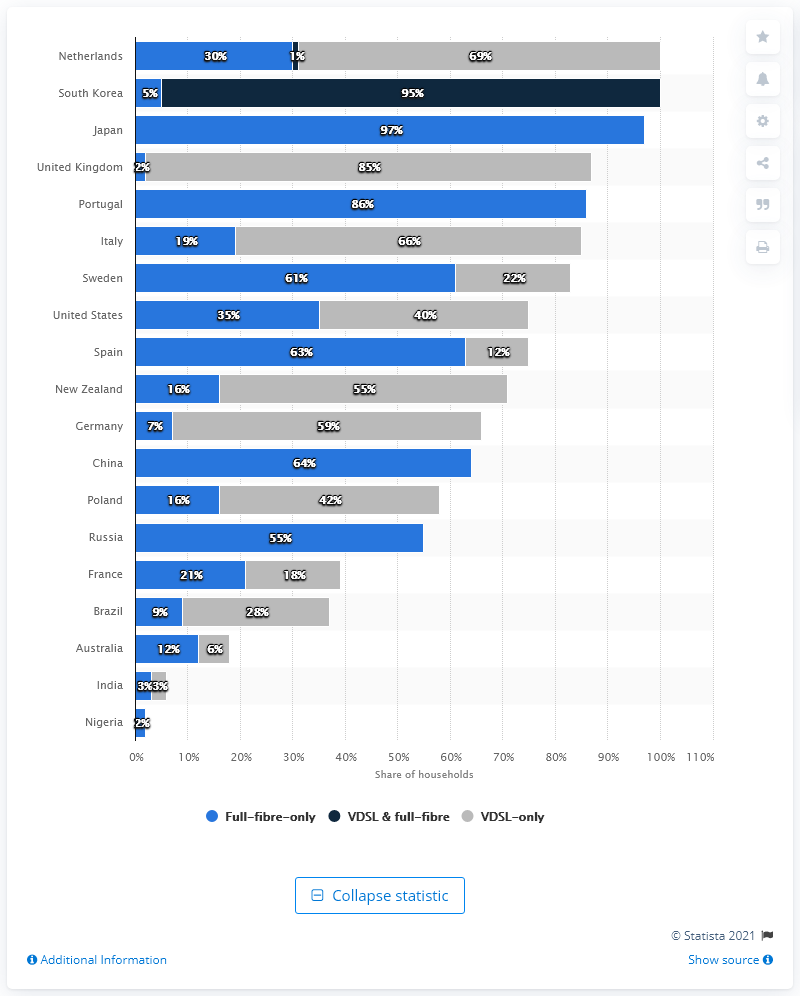 Netherlands 30% 1% 69%
South Korea 5% 95%
Japan 97%
United Kingdom 2% 85%
Portugal 86%
Italy 19% 66%
Sweden 61% 22%
United States 35% 40%
Spain 63% 12%
New Zealand 16% 55%
Germany 7% 59%
China 64%
Poland 16% 42%
Russia 55%
France 21% 18%
Brazil 9% 28%
Australia 12% 6%
India 3% 3%
Nigeria 2%
0% 10% 20% 30% 40% 50% 60% 70% 80% 90% 100% 110%
Share of households
Full-fibre-only VDSL & full-fibre VDSL-only
Collapse statistic
© Statista 2021
Additional Information Show source